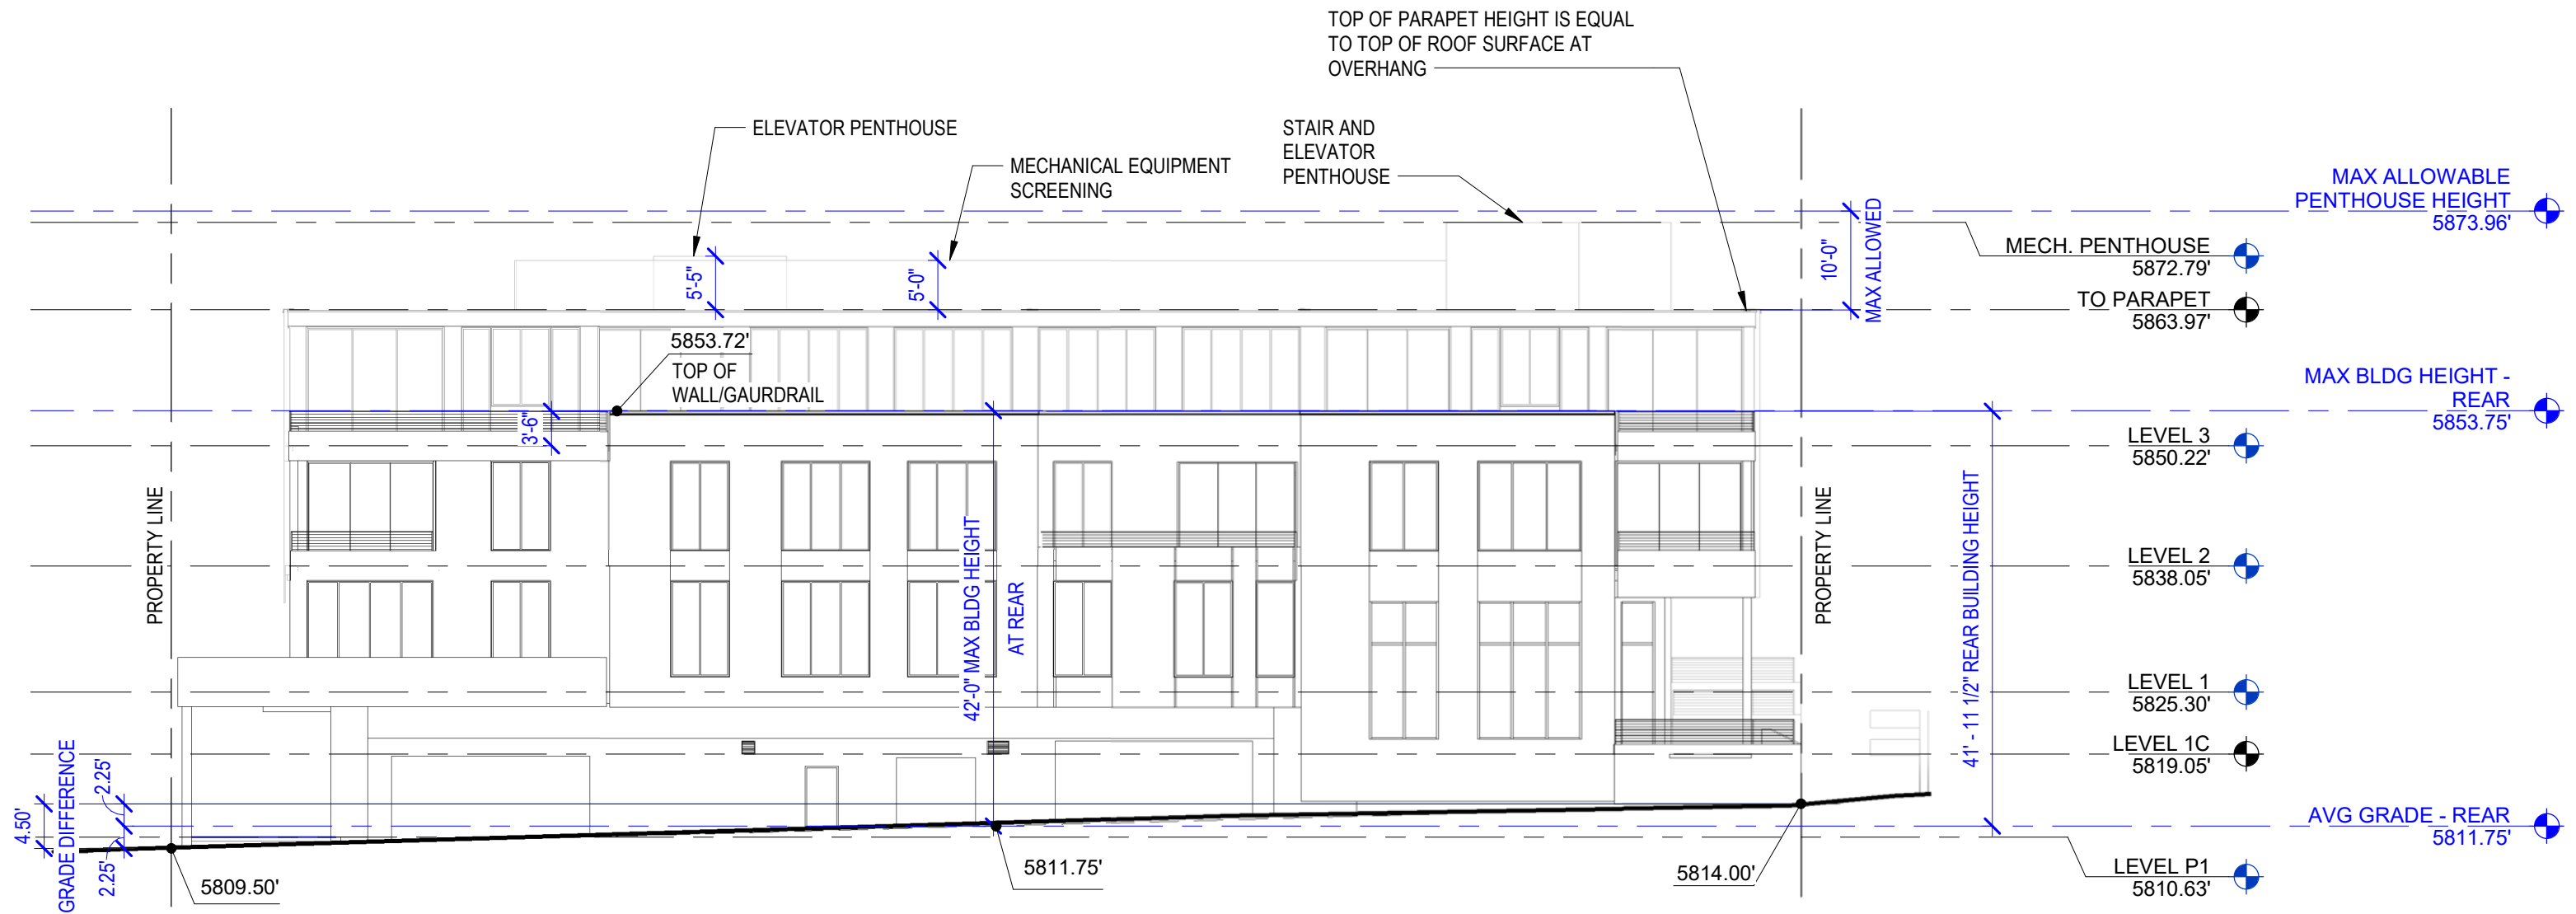 TOP OF PARAPET HEIGHT IS EQUAL
TO TOP OF ROOF SURFACE AT
OVERHANG
ELEVATOR PENTHOUSE
MECHANICAL EQUIPMENT
SCREENING
STAIR AND
ELEVATOR
PENTHOUSE
MAX ALLOWABLE
PENTHOUSE HEIGHT
5873.96'
MECH. PENTHOUSE
5872.79'
TO PARAPET
5863.97'
MAX BLDG HEIGHT -
REAR
5853.75'
LEVEL 3
5850.22'
LEVEL 2
5838.05'
LEVEL 1
5825.30'
LEVEL 1C
5819.05'
AVG GRADE - REAR
5811.75'
LEVEL P1
5810.63'
5'-5"
5'-0"
10'-0"
MAX ALLOWED
5853.72'
TOP OF
WALL/GAURDRAIL
3'-6"
PROPERTY LINE
42'-0" MAX BLDG HEIGHT
AT REAR
PROPERTY LINE
41' - 11 1/2" REAR BUILDING HEIGHT
4.50'
GRADE DIFFERENCE
2.25'
2.25'
5809.50'
5811.75'
5814.00'